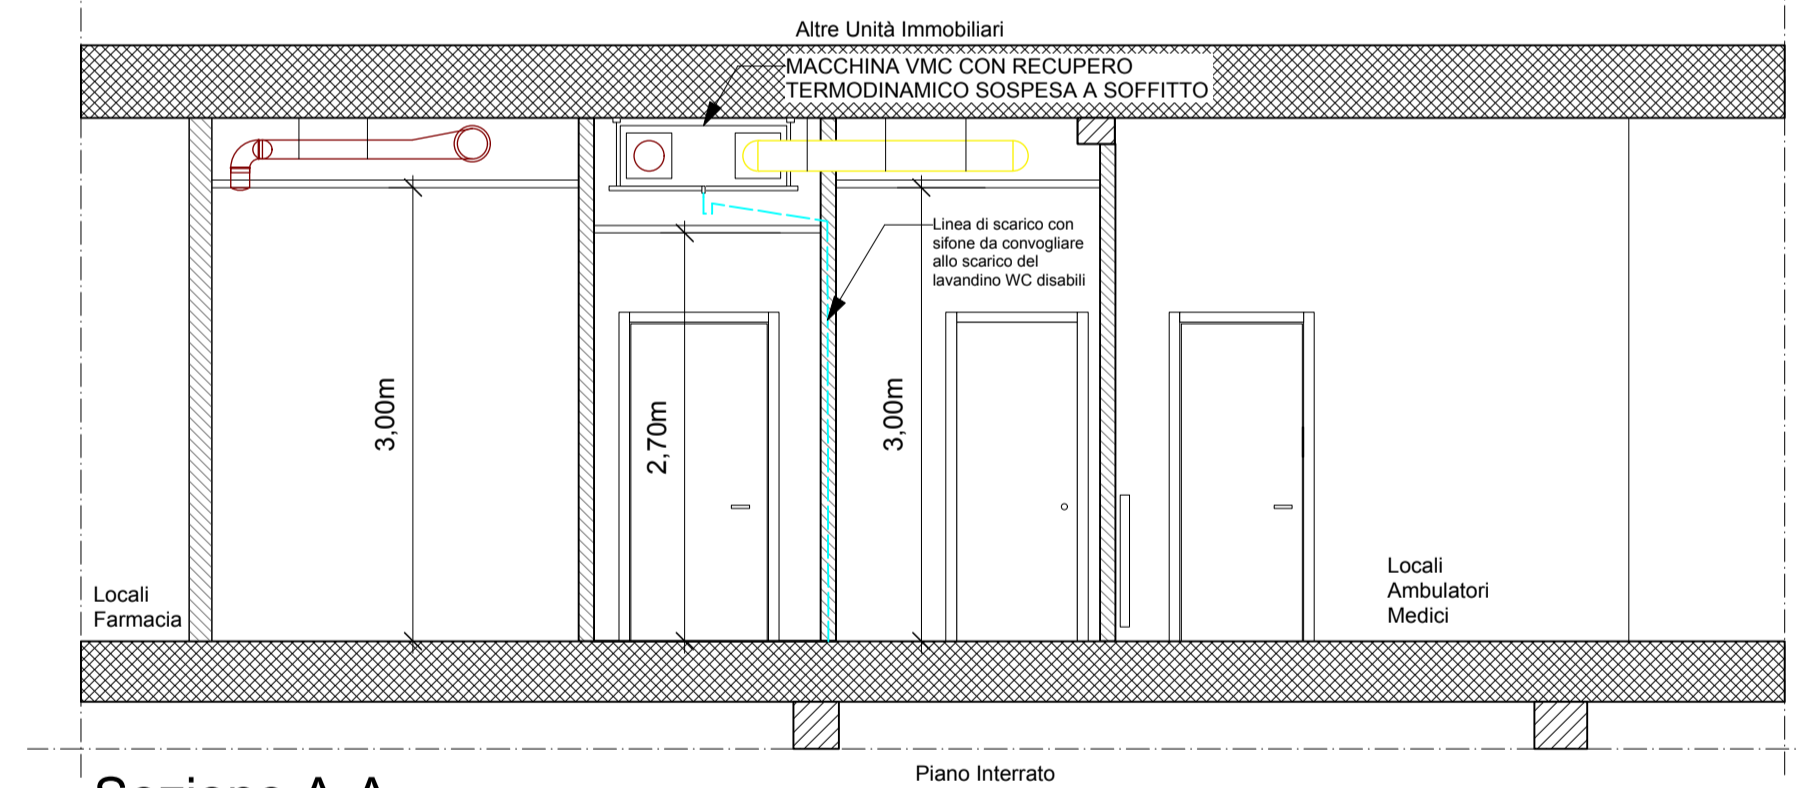 Altre Unità Immobiliari
MACCHINA VMC CON RECUPERO
TERMODINAMICO SOSPESA A SOFFITTO
Linea di scarico con
sifone da convogliare
allo scarico del
lavandino WC disabili
3,00m
2,70m
3,00m
Locali
Farmacia
Locali
Ambulatori
Medici
Piano Interrato
Sezione A-A